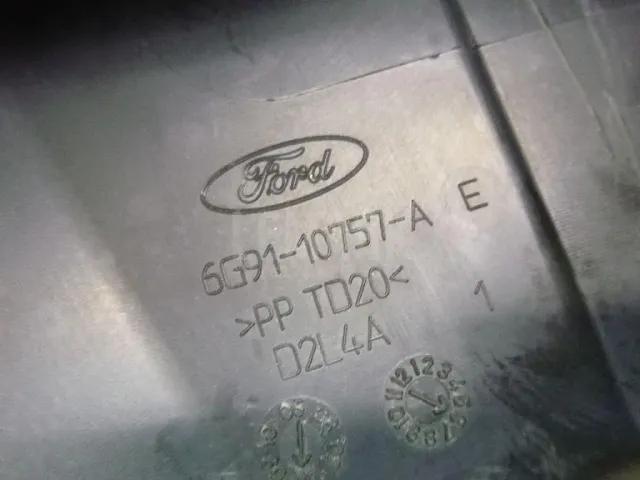 Ford
6G91-10757-A E
>PP TD20<
D2L4A 1